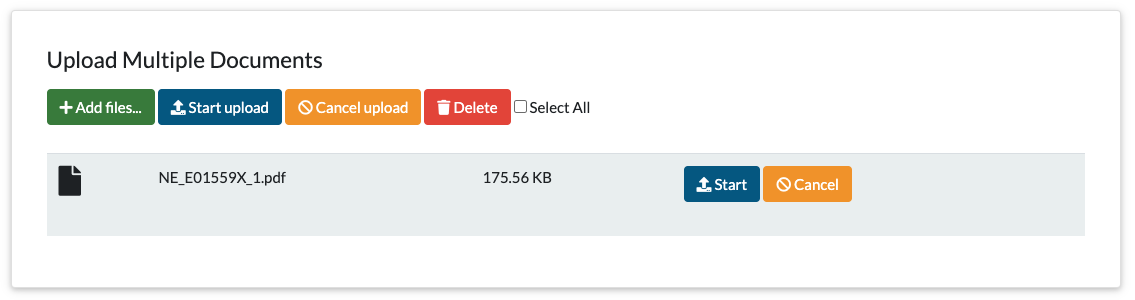 Upload Multiple Documents
Add files... Start upload Cancel upload Delete Select All
NE_E01559X_1.pdf 175.56 KB Start Cancel